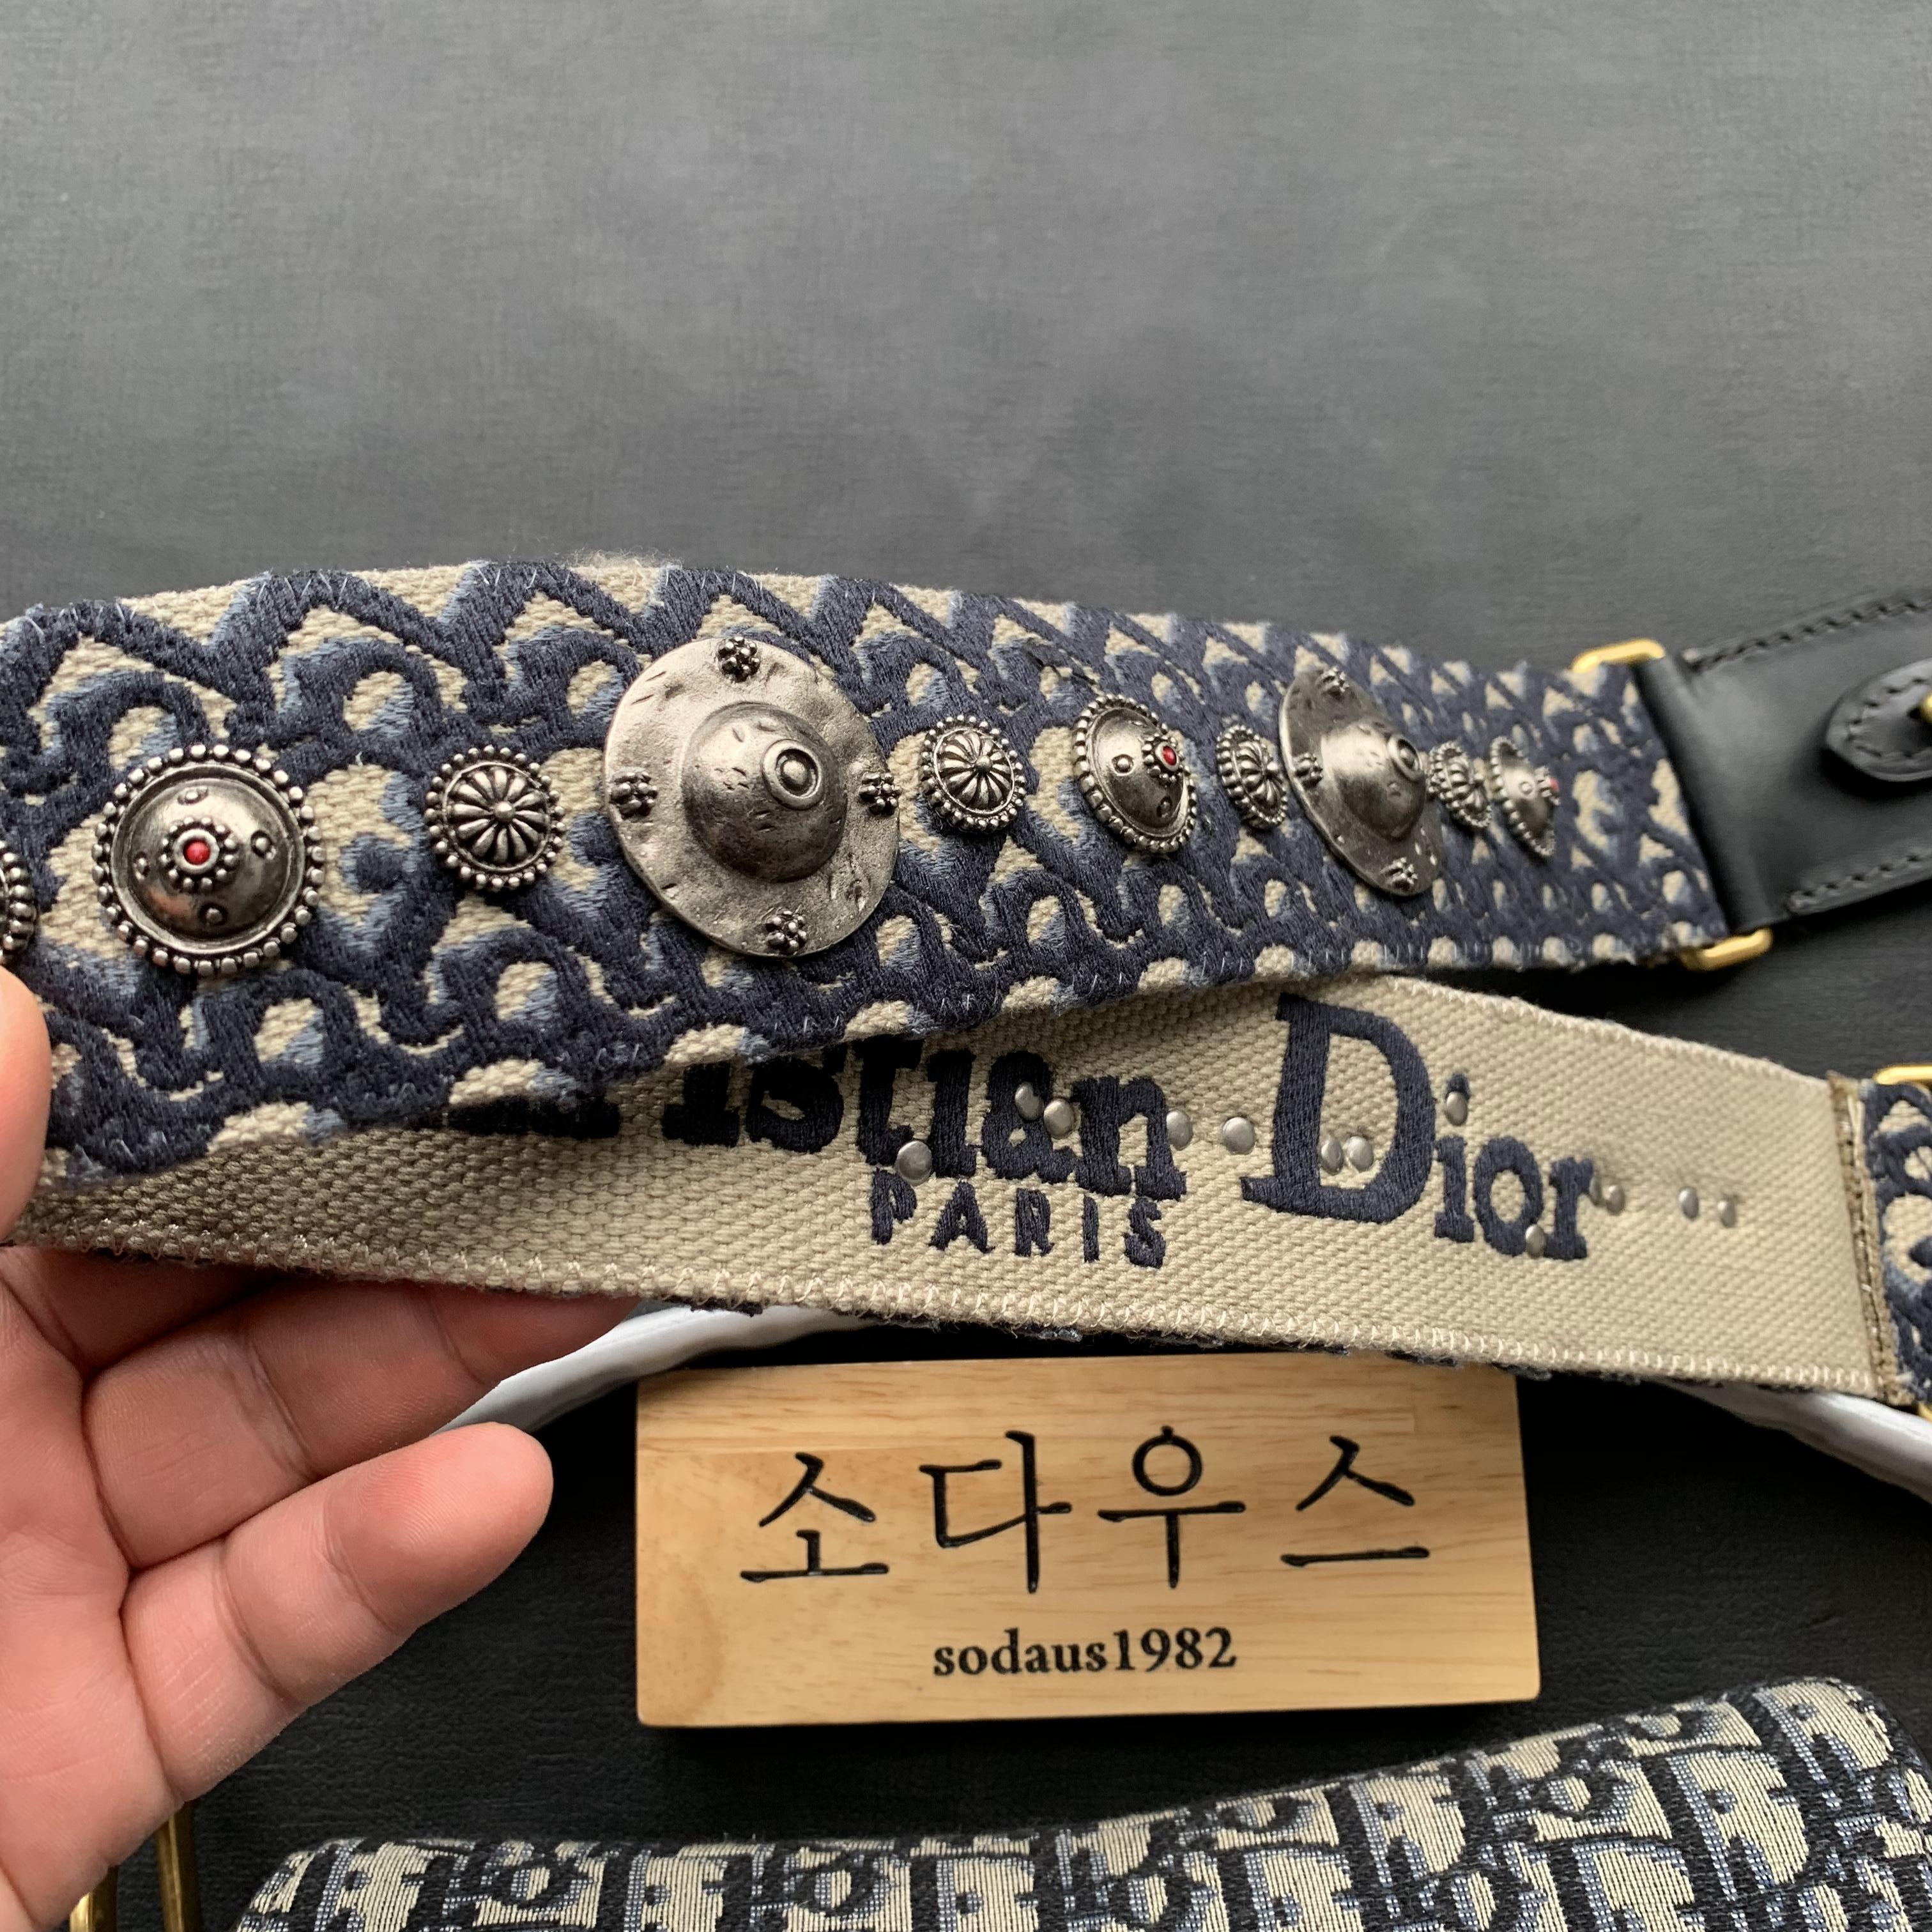 istian Dior
PARIS
소다우스
sodaus1982